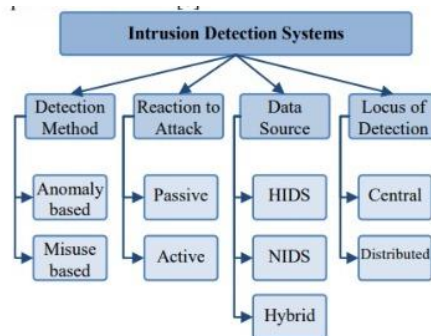 Intrusion Detection Systems
Detection
Method
Reaction to
Attack
Data
Source
Locus of
Detection
Anomaly
based
Passive
HIDS
Central
Misuse
based
Active
NIDS
Distributed
Hybrid